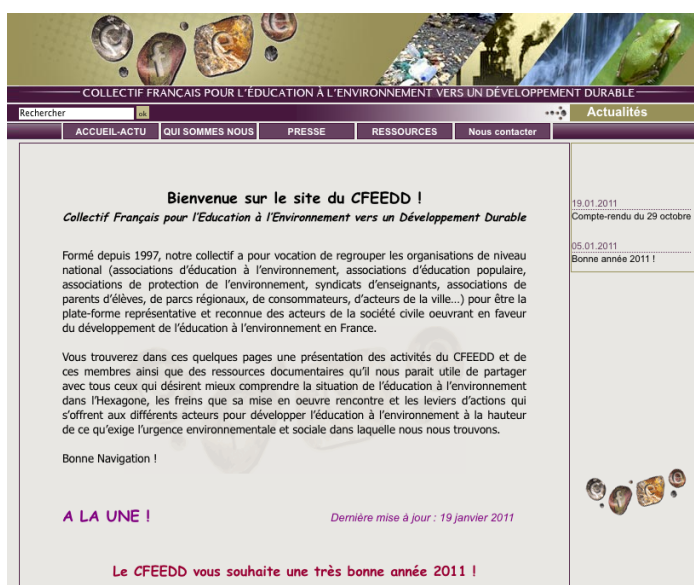 COLLECTIF FRANÇAIS POUR L'ÉDUCATION À L'ENVIRONNEMENT VERS UN DÉVELOPPEMENT DURABLE
Rechercher ok Actualités
ACCUEIL-ACTU QUI SOMMES NOUS PRESSE RESSOURCES Nous contacter
Bienvenue sur le site du CFEEDD !
Collectif Français pour l'Education à l'Environnement vers un Développement Durable
Formé depuis 1997, notre collectif a pour vocation de regrouper les organisations de niveau
national (associations d'éducation à l'environnement, associations d'éducation populaire,
associations de protection de l'environnement, syndicats d'enseignants, associations de
parents d'élèves, de parcs régionaux, de consommateurs, d'acteurs de la ville...) pour être la
plate-forme représentative et reconnue des acteurs de la société civile oeuvrant en faveur
du développement de l'éducation à l'environnement en France.
Vous trouverez dans ces quelques pages une présentation des activités du CFEEDD et de
ces membres ainsi que des ressources documentaires qu'il nous parait utile de partager
avec tous ceux qui désirent mieux comprendre la situation de l'éducation à l'environnement
dans l'Hexagone, les freins que sa mise en oeuvre rencontre et les leviers d'actions qui
s'offrent aux différents acteurs pour développer l'éducation à l'environnement à la hauteur
de ce qu'exige l'urgence environnementale et sociale dans laquelle nous nous trouvons.
Bonne Navigation !
A LA UNE ! Dernière mise à jour : 19 janvier 2011
Le CFEEDD vous souhaite une très bonne année 2011 !
19.01.2011
Compte-rendu du 29 octobre
05.01.2011
Bonne année 2011 !